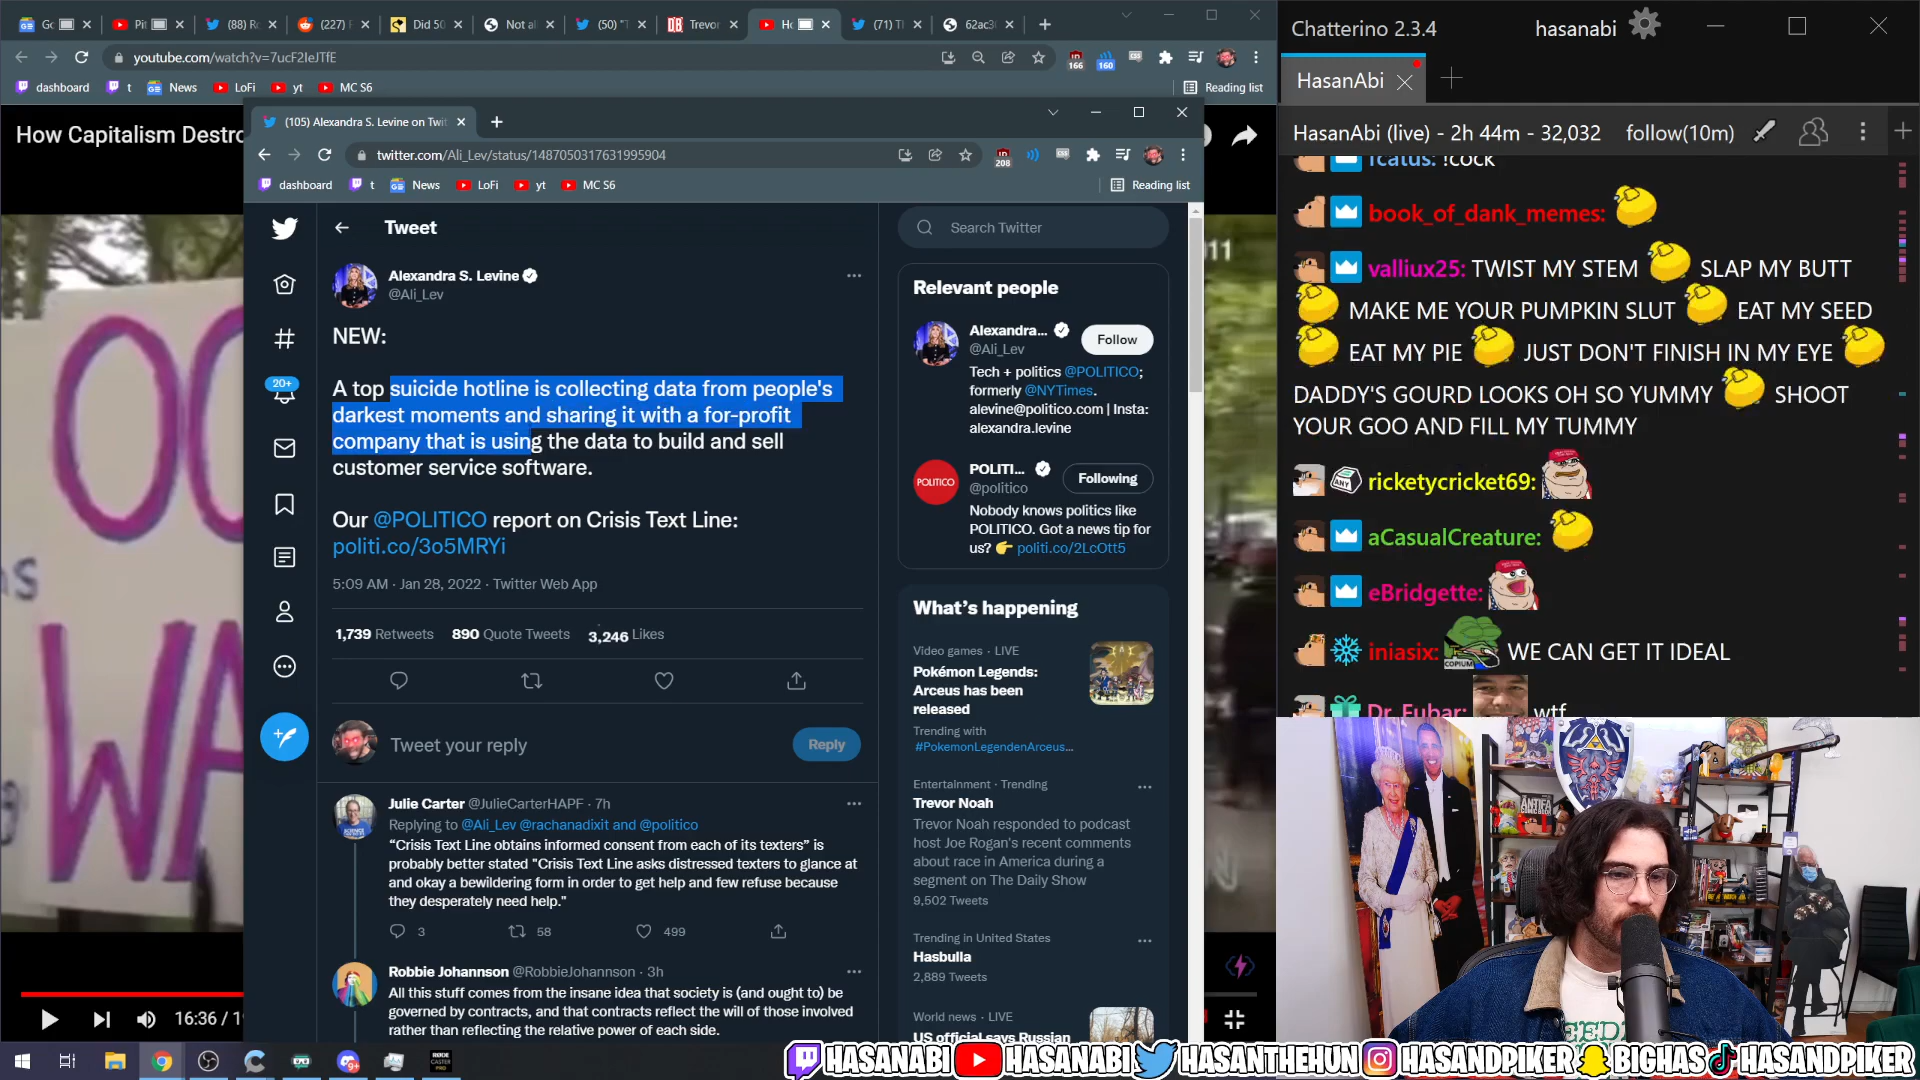 (88) R
(227)
Did 50
Not al
(50) "T
Trevor
(71) T
62ac3
youtube.com/watch?v=7ucF2IeJTfE
166
160
dashboard
t
News
LoFi
yt
MC S6
Reading list
How Capitalism Destro
(105) Alexandra S. Levine on Twit
twitter.com/Ali_Lev/status/1487050317631995904
208
dashboard
t
News
LoFi
yt
MC S6
Reading list
Tweet
Alexandra S. Levine
@Ali_Lev
NEW:
A top suicide hotline is collecting data from people's
darkest moments and sharing it with a for-profit
company that is using the data to build and sell
customer service software.
Our @POLITICO report on Crisis Text Line:
politi.co/3o5MRYi
5:09 AM · Jan 28, 2022 · Twitter Web App
1,739 Retweets 890 Quote Tweets 3,246 Likes
20+
Tweet your reply
Reply
Julie Carter @JulieCarterHAPF · 7h
Replying to @Ali_Lev @rachanadixit and @politico
“Crisis Text Line obtains informed consent from each of its texters” is
probably better stated "Crisis Text Line asks distressed texters to glance at
and okay a bewildering form in order to get help and few refuse because
they desperately need help.”
3 58 499
Robbie Johannson @RobbieJohannson · 3h
All this stuff comes from the insane idea that society is (and ought to) be
governed by contracts, and that contracts reflect the will of those involved
rather than reflecting the relative power of each side.
Search Twitter
Relevant people
Alexandra...
@Ali_Lev
Follow
Tech + politics @POLITICO;
formerly @NYTimes.
alevine@politico.com | Insta:
alexandra.levine
POLITICO
POLITI...
@politico
Following
Nobody knows politics like
POLITICO. Got a news tip for
us? 👉 politi.co/2LcOtt5
What’s happening
Video games · LIVE
Pokémon Legends:
Arceus has been
released
Trending with
#PokemonLegendenArceus...
Entertainment · Trending
Trevor Noah
Trevor Noah responded to podcast
host Joe Rogan's recent comments
about race in America during a
segment on The Daily Show
9,502 Tweets
Trending in United States
Hasbulla
2,889 Tweets
World news · LIVE
US official says Russian
16:36 / 1
Chatterino 2.3.4
hasanabi
HasanAbi
HasanAbi (live) - 2h 44m - 32,032 follow(10m)
rcatus: !cock
book_of_dank_memes:
valliux25: TWIST MY STEM SLAP MY BUTT
MAKE ME YOUR PUMPKIN SLUT EAT MY SEED
EAT MY PIE JUST DON'T FINISH IN MY EYE
DADDY'S GOURD LOOKS OH SO YUMMY SHOOT
YOUR GOO AND FILL MY TUMMY
ricketycricket69:
aCasualCreature:
eBridgette:
iniasix: COPIUM WE CAN GET IT IDEAL
Dr_Fubar: wtf
ANTIFA
HASANABI HASANABI HASANTHEHUN HASANDPIKER BIGHAS HASANDPIKER